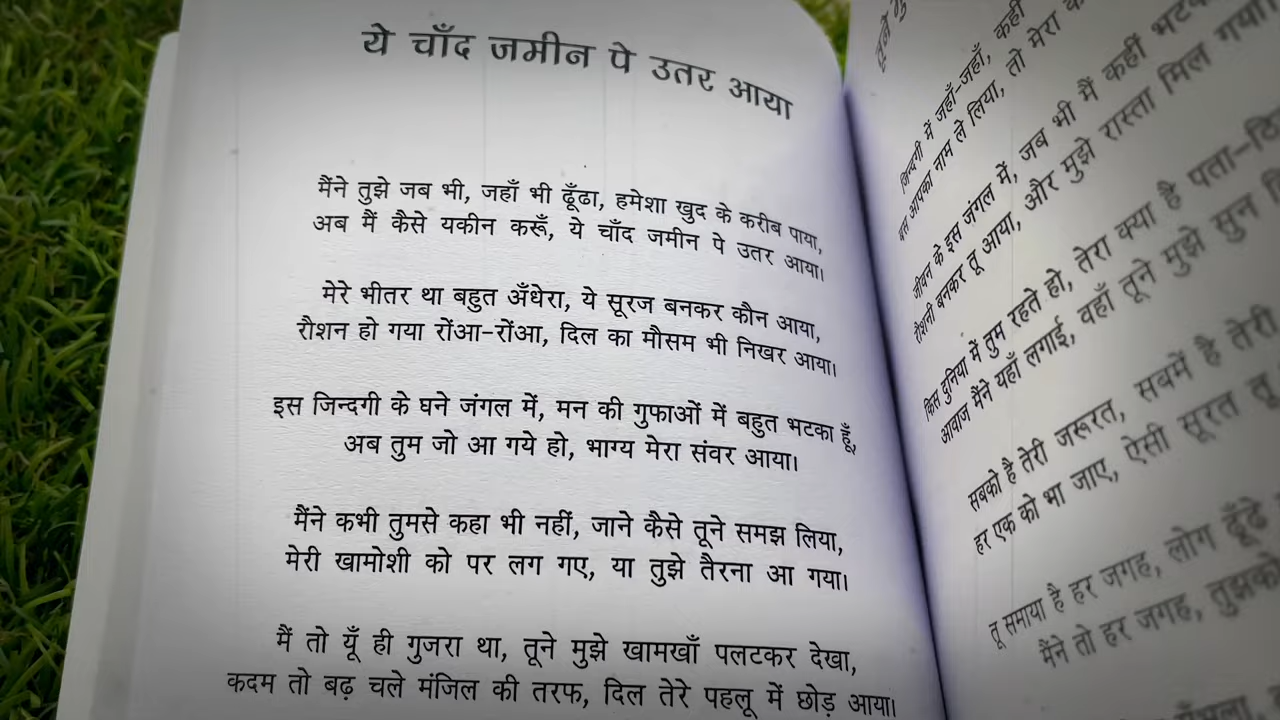 ये चाँद जमीन पे उतर आया
मैंने तुझे जब भी, जहाँ भी ढूँढा, हमेशा खुद के करीब पाया,
अब मैं कैसे यकीन करूँ, ये चाँद जमीन पे उतर आया।
मेरे भीतर था बहुत अँधेरा, ये सूरज बनकर कौन आया,
रौशन हो गया रोंआ-रोंआ, दिल का मौसम भी निखर आया।
इस जिन्दगी के घने जंगल में, मन की गुफाओं में बहुत भटका हूँ,
अब तुम जो आ गये हो, भाग्य मेरा संवर आया।
मैंने कभी तुमसे कहा भी नहीं, जाने कैसे तूने समझ लिया,
मेरी खामोशी को पर लग गए, या तुझे तैरना आ गया।
मैं तो यूँ ही गुजरा था, तूने मुझे खामखाँ पलटकर देखा,
कदम तो बढ़ चले मंजिल की तरफ, दिल तेरे पहलू में छोड़ आया।
तूने
जिन्दगी में जहाँ-जहाँ, कहीं
बस आपका नाम ले लिया, तो मेरा
जीवन के इस जंगल में, जब भी मैं कहीं
रौशनी बनकर तू आया, और मुझे रास्ता मिल गया।
किस दुनिया में तुम रहते हो, तेरा क्या है
आवाज मैंने यहाँ लगाई, वहाँ तूने मुझे सुन
सबको है तेरी जरूरत, सबमें है तेरी
हर एक को भा जाए, ऐसी सूरत तू
तू समाया है हर जगह, लोग ढूँढे
मैंने तो हर जगह, तुझको